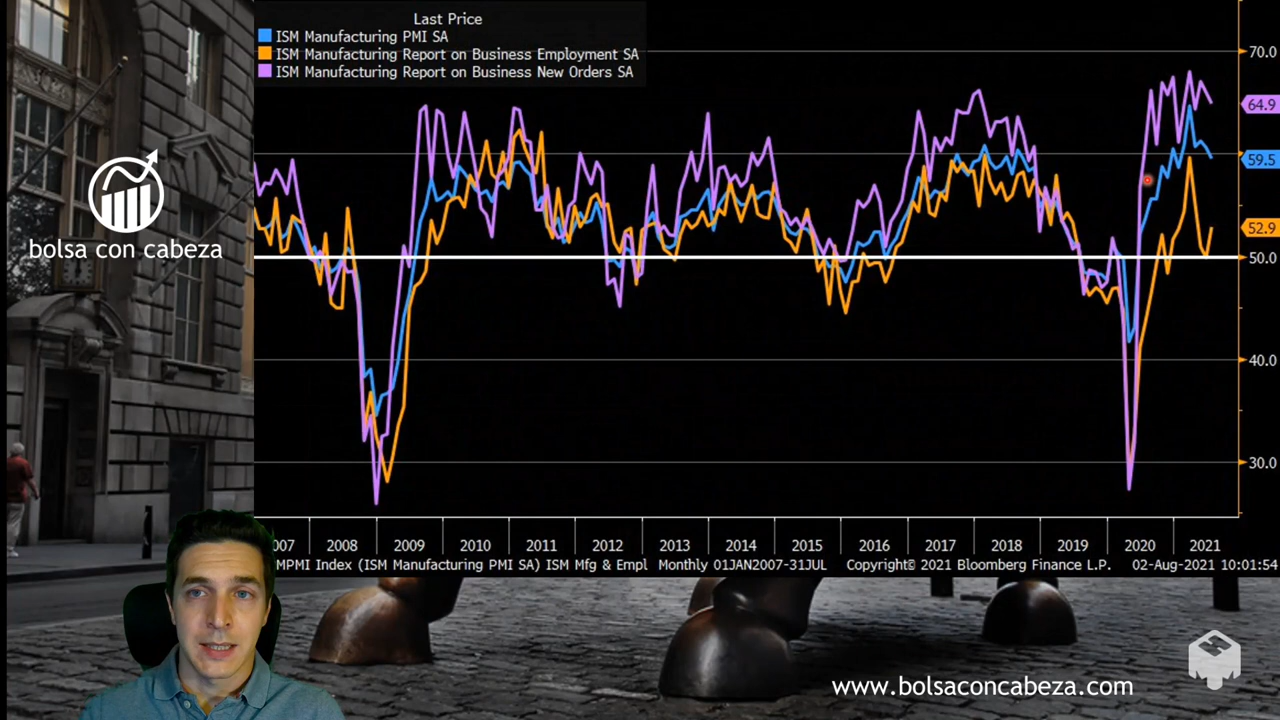 Last Price
ISM Manufacturing PMI SA
ISM Manufacturing Report on Business Employment SA
ISM Manufacturing Report on Business New Orders SA
70.0
64.9
59.5
52.9
50.0
40.0
30.0
bolsa con cabeza
007 2008 2009 2010 2011 2012 2013 2014 2015 2016 2017 2018 2019 2020 2021
MPMI Index (ISM Manufacturing PMI SA) ISM Mfg & Empl Monthly 01JAN2007-31JUL Copyright© 2021 Bloomberg Finance L.P. 02-Aug-2021 10:01:54
www.bolsaconcabeza.com